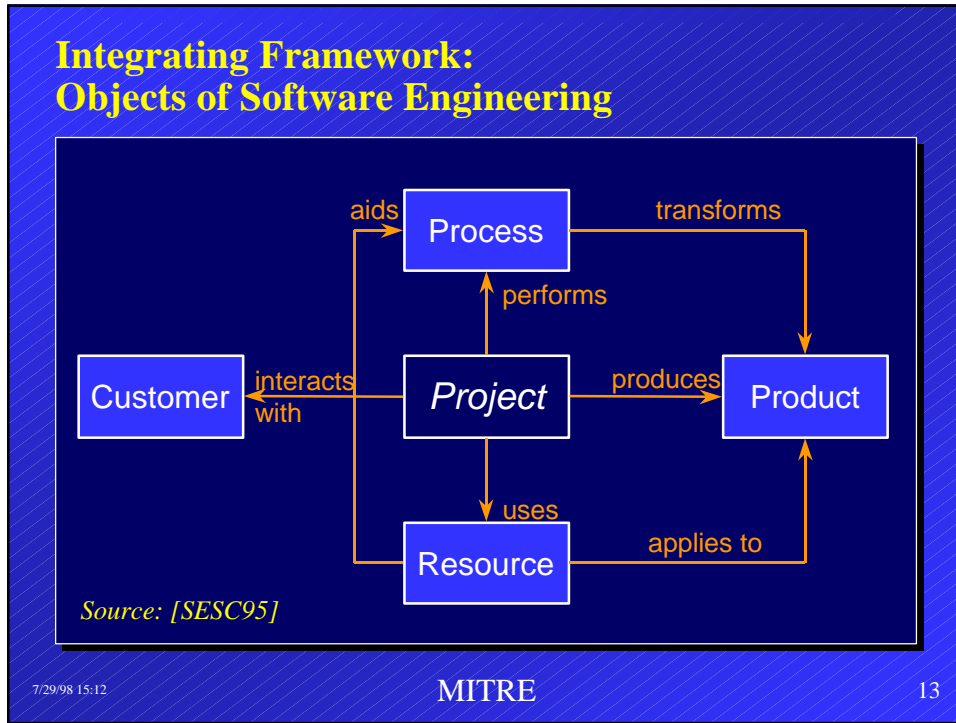 Integrating Framework:
Objects of Software Engineering
aids
Process
transforms
performs
Customer
interacts
with
Project
produces
Product
uses
Resource
applies to
Source: [SESC95]
7/29/98 15:12
MITRE
13